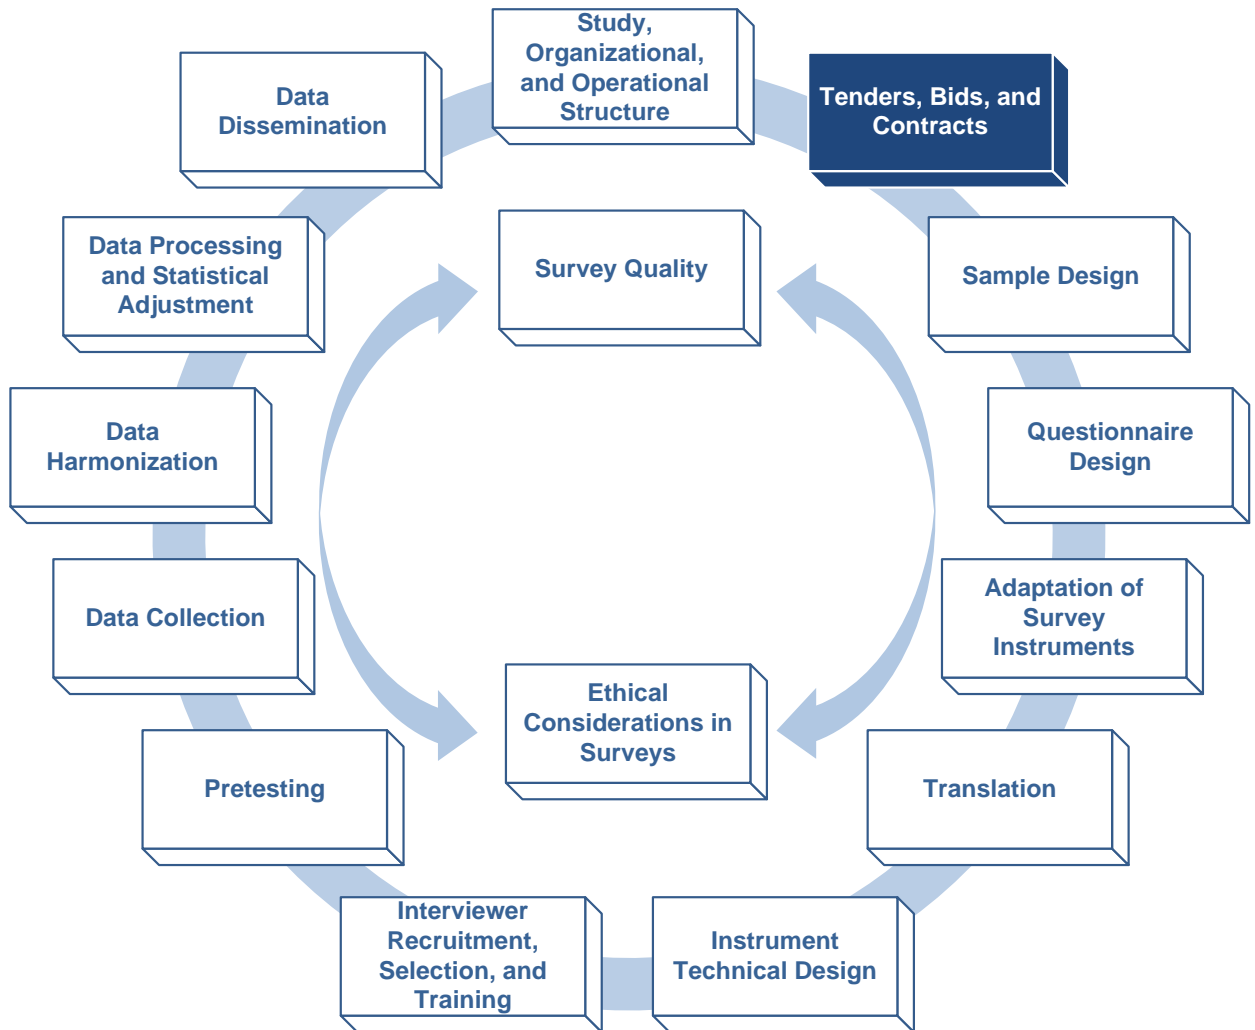 Study,
Organizational,
and Operational
Structure
Tenders, Bids, and
Contracts
Data
Dissemination
Survey Quality
Sample Design
Data Processing
and Statistical
Adjustment
Questionnaire
Design
Data
Harmonization
Adaptation of
Survey
Instruments
Data Collection
Ethical
Considerations in
Surveys
Translation
Pretesting
Interviewer
Recruitment,
Selection, and
Training
Instrument
Technical Design